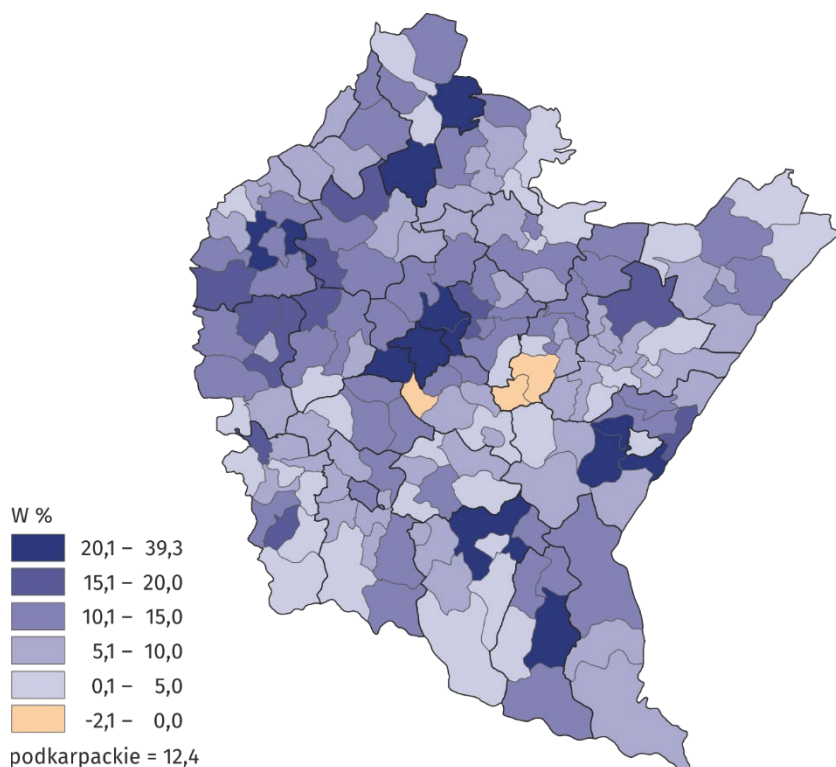 W %
20,1 – 39,3
15,1 – 20,0
10,1 – 15,0
5,1 – 10,0
0,1 – 5,0
-2,1 – 0,0
podkarpackie = 12,4